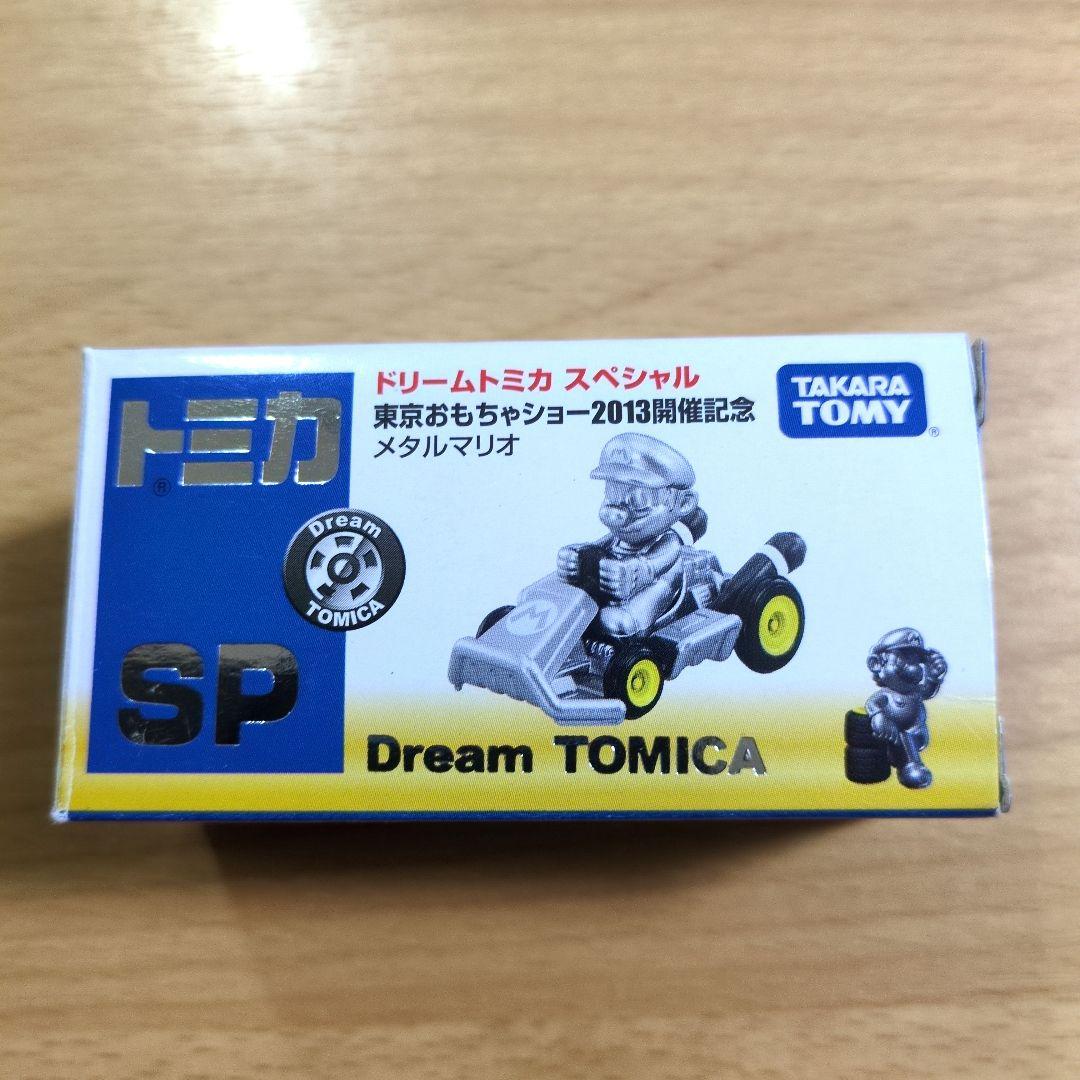 トミカ®
ドリームトミカ スペシャル
東京おもちゃショー2013開催記念
メタルマリオ
TAKARA
TOMY®
Dream
TOMICA
M
M
SP
Dream TOMICA